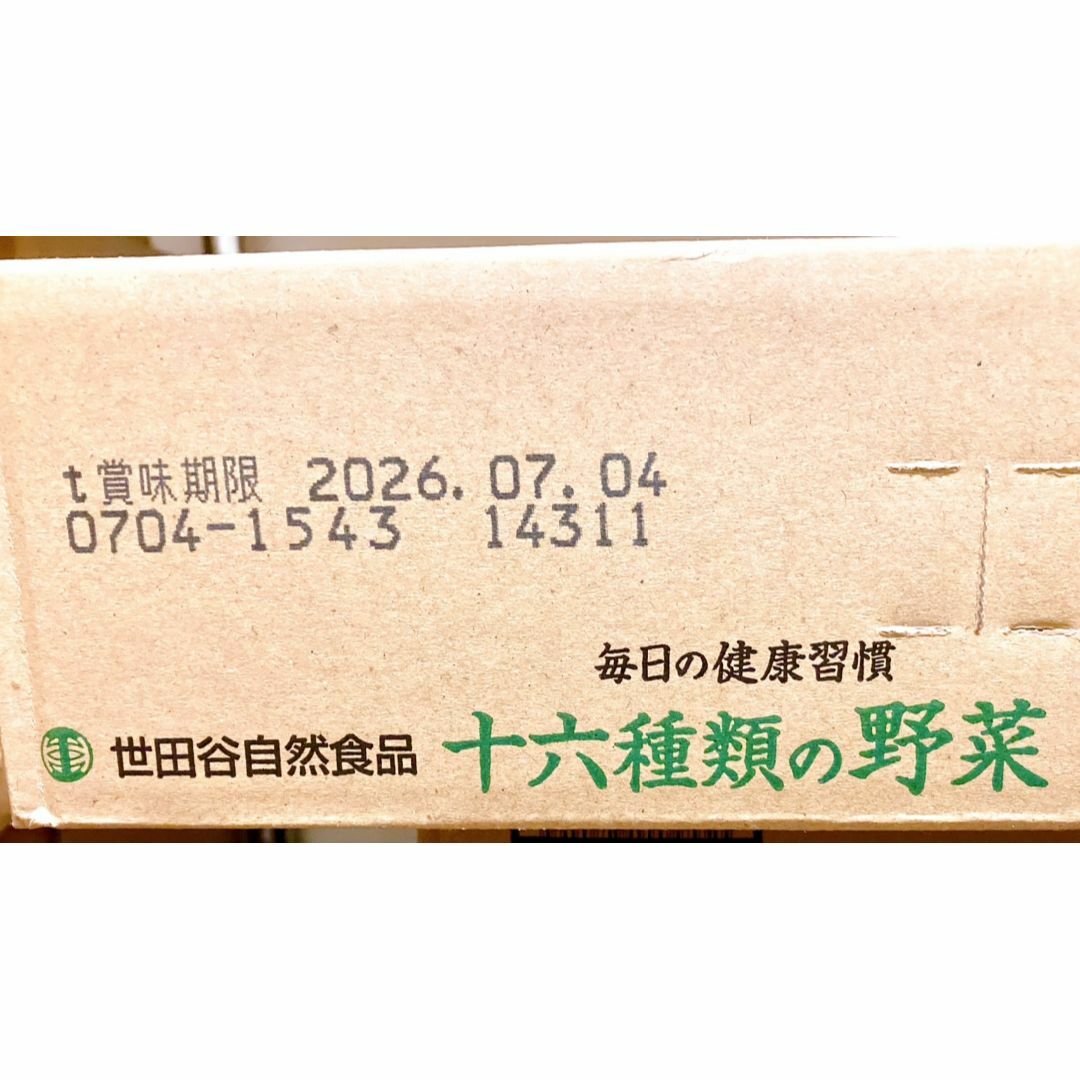 t賞味期限 2026.07.04
0704-1543 14311
毎日の健康習慣
世田谷自然食品 十六種類の野菜